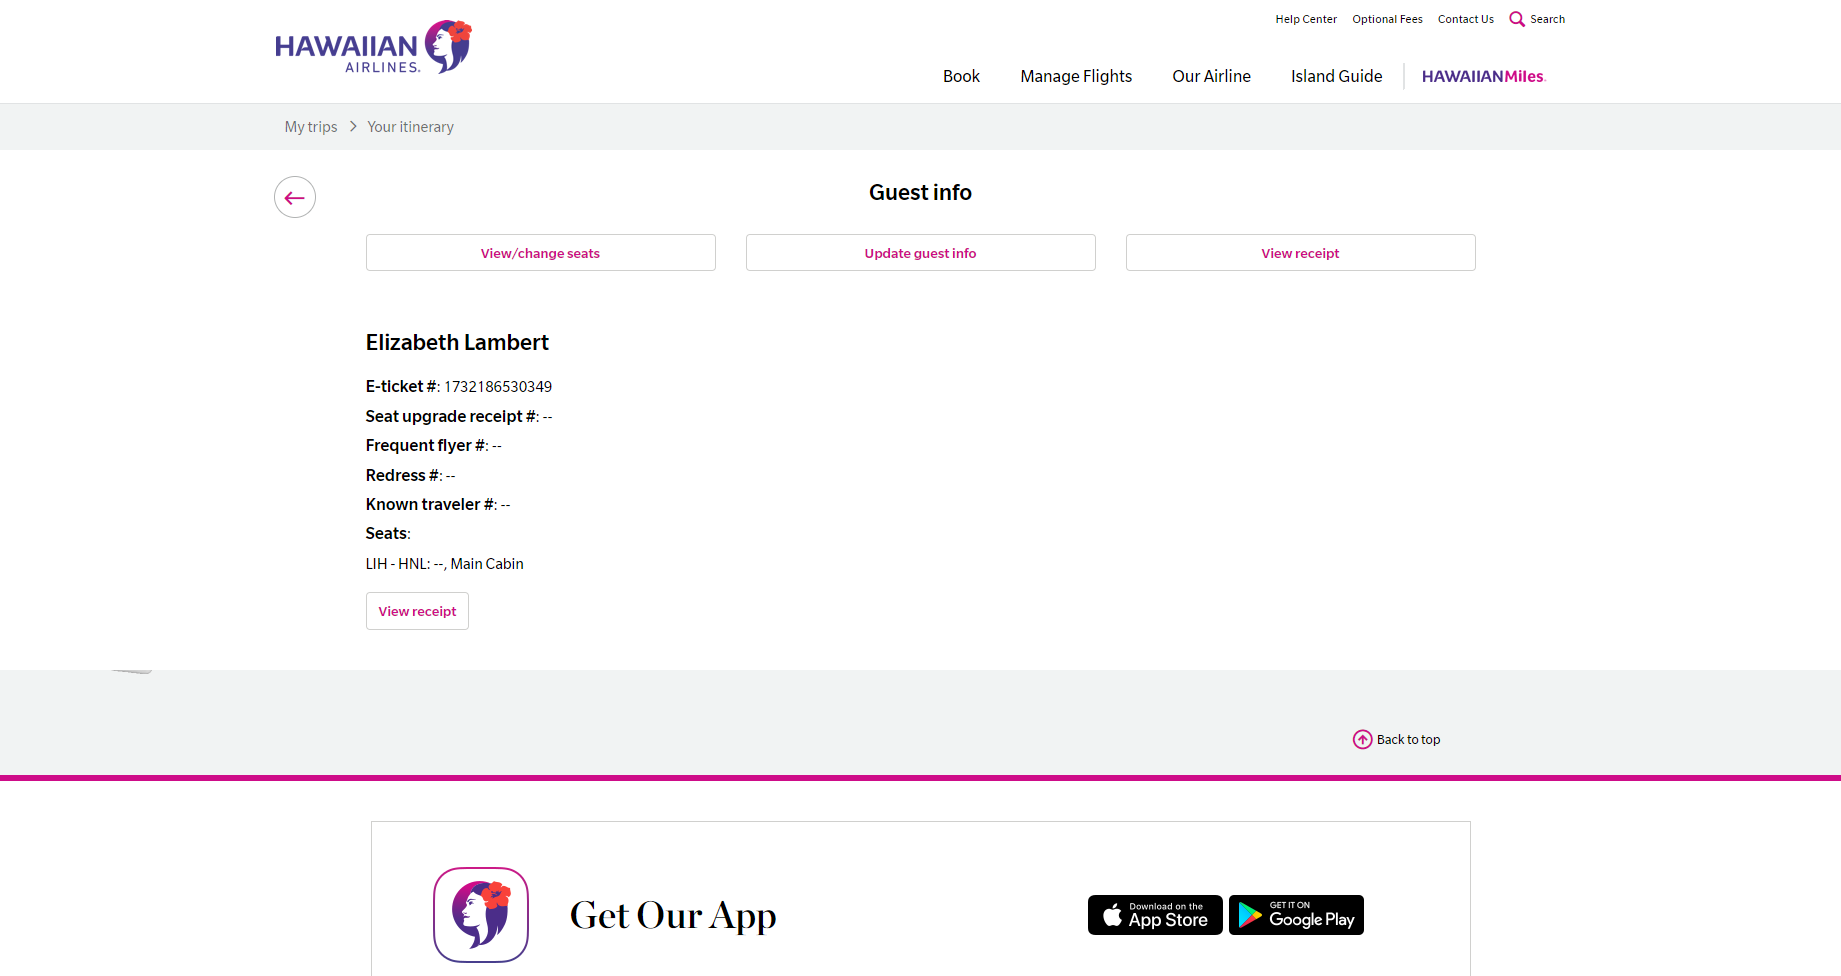 HAWAIIAN
AIRLINES.
Help Center
Optional Fees
Contact Us
Search
Book
Manage Flights
Our Airline
Island Guide
HAWAIIANMiles.
My trips
Your itinerary
Guest info
View/change seats
Update guest info
View receipt
Elizabeth Lambert
E-ticket #: 1732186530349
Seat upgrade receipt #: --
Frequent flyer #: --
Redress #: --
Known traveler #: --
Seats:
LIH - HNL: --, Main Cabin
View receipt
Back to top
Get Our App
Download on the
App Store
GET IT ON
Google Play